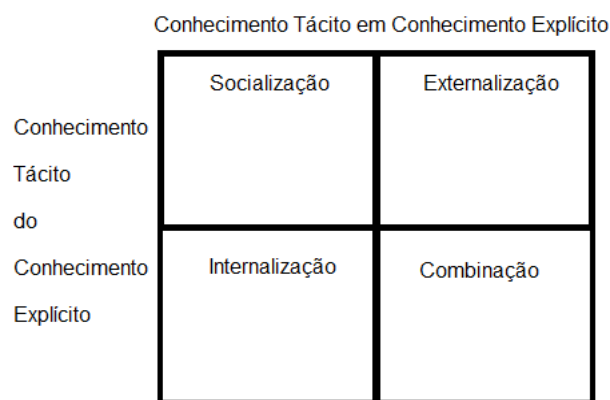 Conhecimento Tácito em Conhecimento Explícito
Socialização
Externalização
Conhecimento
Tácito
do
Conhecimento
Explícito
Internalização
Combinação